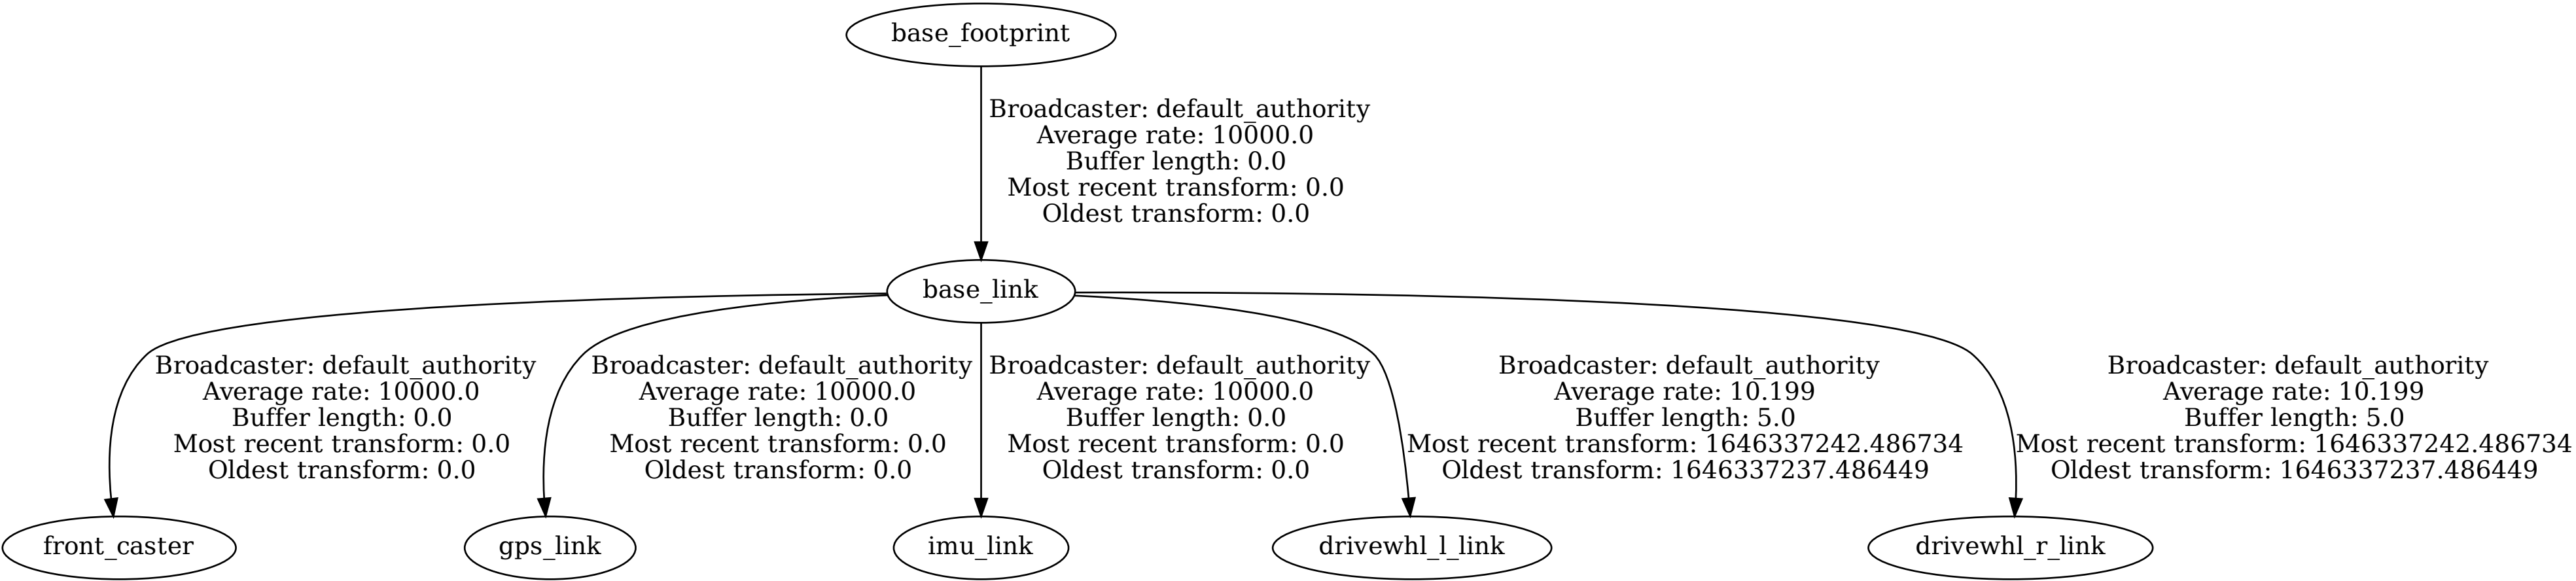 base_footprint
Broadcaster: default_authority
Average rate: 10000.0
Buffer length: 0.0
Most recent transform: 0.0
Oldest transform: 0.0
base_link
Broadcaster: default_authority
Average rate: 10000.0
Buffer length: 0.0
Most recent transform: 0.0
Oldest transform: 0.0
Broadcaster: default_authority
Average rate: 10000.0
Buffer length: 0.0
Most recent transform: 0.0
Oldest transform: 0.0
Broadcaster: default_authority
Average rate: 10000.0
Buffer length: 0.0
Most recent transform: 0.0
Oldest transform: 0.0
Broadcaster: default_authority
Average rate: 10.199
Buffer length: 5.0
Most recent transform: 1646337242.486734
Oldest transform: 1646337237.486449
Broadcaster: default_authority
Average rate: 10.199
Buffer length: 5.0
Most recent transform: 1646337242.486734
Oldest transform: 1646337237.486449
front_caster
gps_link
imu_link
drivewhl_l_link
drivewhl_r_link